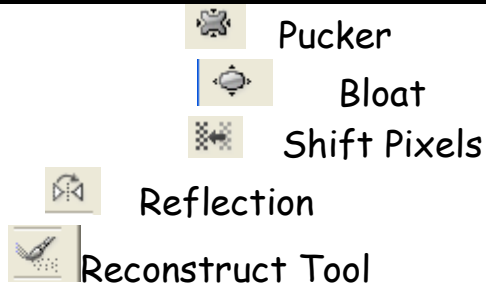 Pucker
Bloat
Shift Pixels
Reflection
Reconstruct Tool